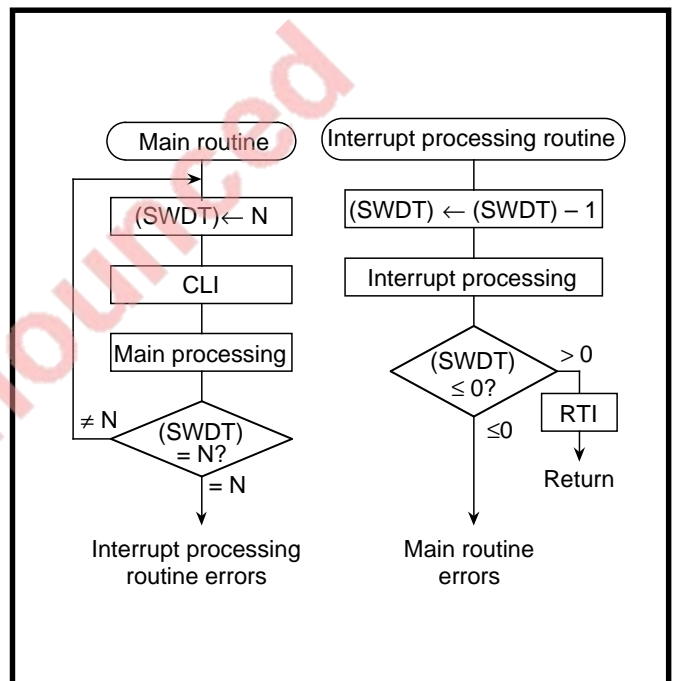 Main routine
(SWDT)← N
CLI
Main processing
≠ N
(SWDT)
= N?
= N
Interrupt processing
routine errors
Interrupt processing routine
(SWDT) ← (SWDT) – 1
Interrupt processing
(SWDT)
≤ 0?
> 0
≤0
RTI
Return
Main routine
errors
nounced